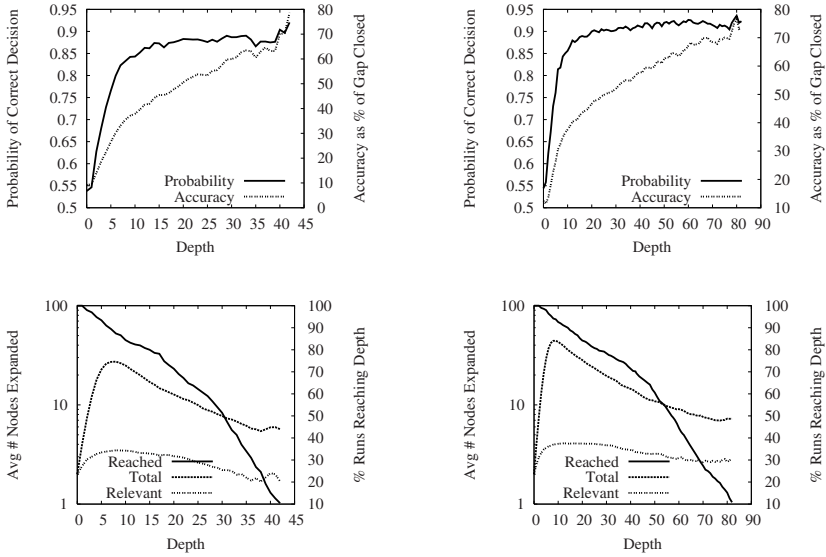 0.95
0.9
0.85
0.8
0.75
0.7
0.65
0.6
0.55
0.5
0 5 10 15 20 25 30 35 40 45
80
70
60
50
40
30
20
10
0
Probability of Correct Decision
Accuracy as % of Gap Closed
Probability
Accuracy
Depth
0.95
0.9
0.85
0.8
0.75
0.7
0.65
0.6
0.55
0.5
0 10 20 30 40 50 60 70 80 90
80
70
60
50
40
30
20
10
Probability of Correct Decision
Accuracy as % of Gap Closed
Probability
Accuracy
Depth
100
10
1
0 5 10 15 20 25 30 35 40 45
100
90
80
70
60
50
40
30
20
10
Avg # Nodes Expanded
% Runs Reaching Depth
Reached
Total
Relevant
Depth
100
10
1
0 10 20 30 40 50 60 70 80 90
100
90
80
70
60
50
40
30
20
10
Avg # Nodes Expanded
% Runs Reaching Depth
Reached
Total
Relevant
Depth